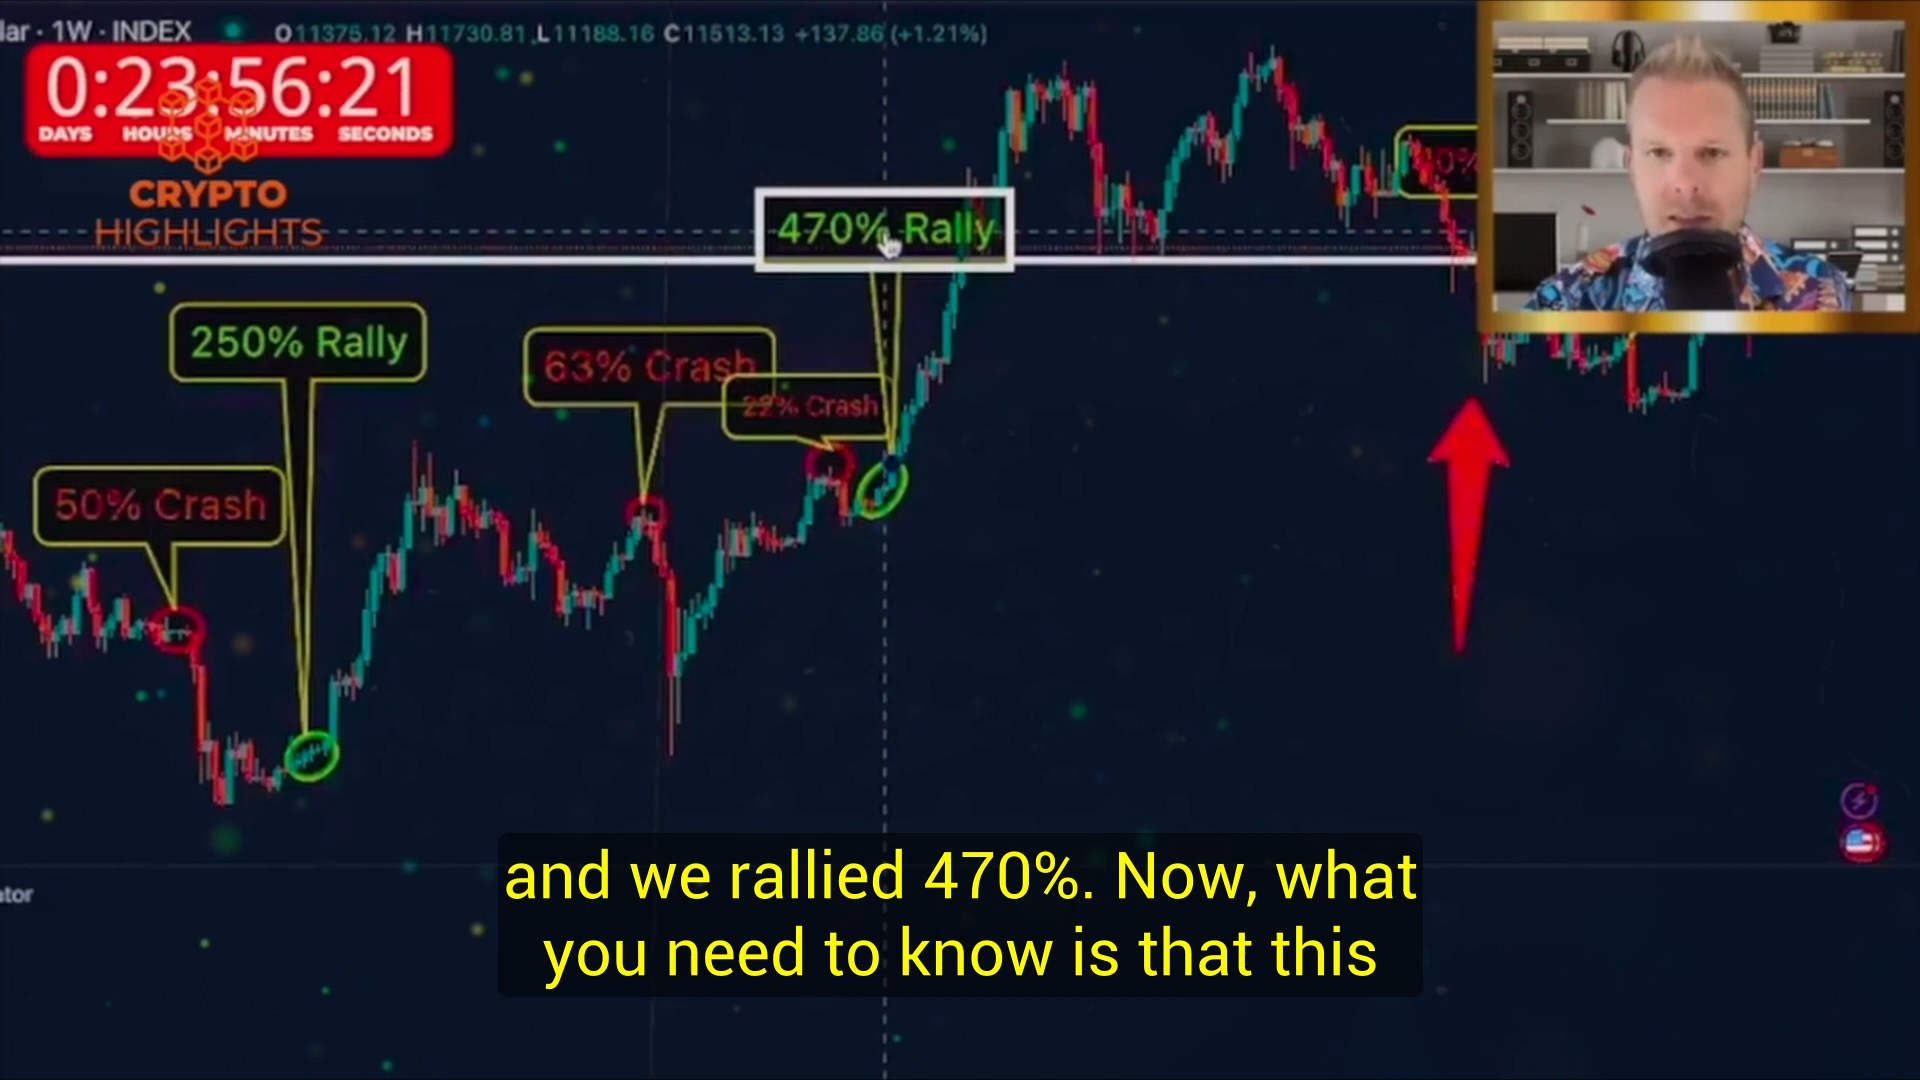 lar · 1W · INDEX O11375.12 H11730.81 L11188.16 C11513.13 +137.86 (+1.21%)
0:23:56:21
DAYS HOURS MINUTES SECONDS
CRYPTO
HIGHLIGHTS
470% Rally
250% Rally
63% Crash
22% Crash
50% Crash
and we rallied 470%. Now, what
you need to know is that this